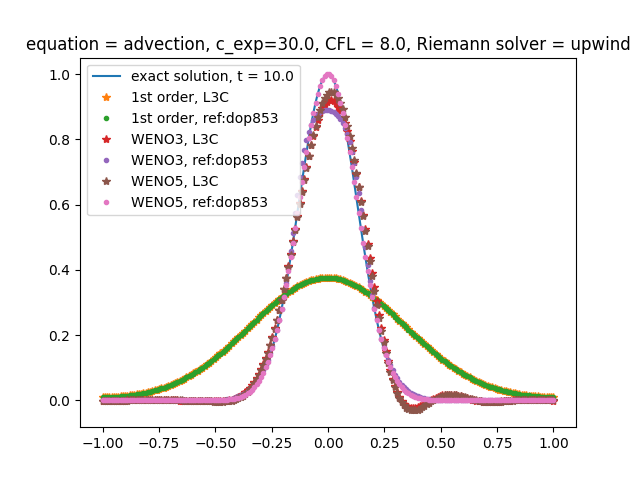 equation = advection, c_exp=30.0, CFL = 8.0, Riemann solver = upwind
exact solution, t = 10.0
1st order, L3C
1st order, ref:dop853
WENO3, L3C
WENO3, ref:dop853
WENO5, L3C
WENO5, ref:dop853
1.0
0.8
0.6
0.4
0.2
0.0
−1.00 −0.75 −0.50 −0.25 0.00 0.25 0.50 0.75 1.00